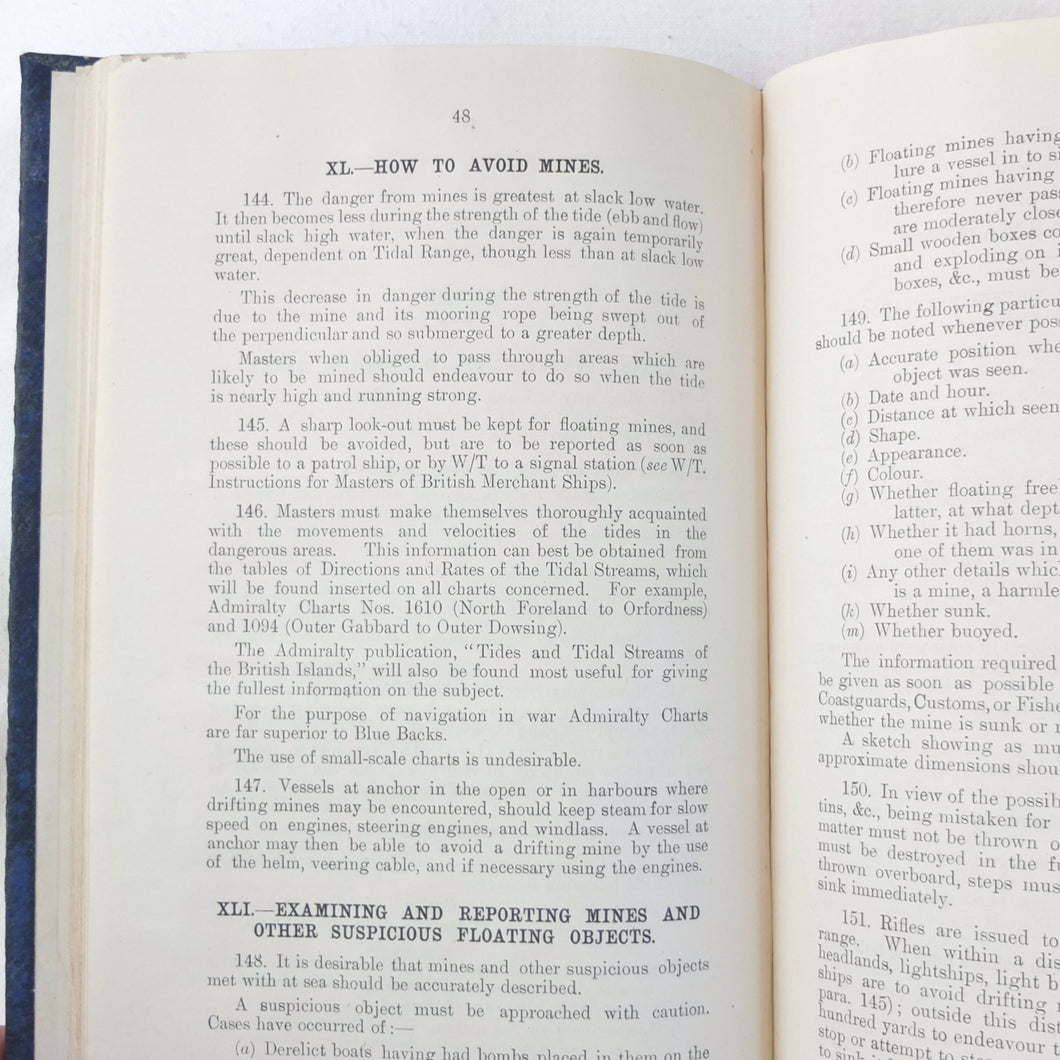 48
XL.—HOW TO AVOID MINES.
144. The danger from mines is greatest at slack low water.
It then becomes less during the strength of the tide (ebb and flow)
until slack high water, when the danger is again temporarily
great, dependent on Tidal Range, though less than at slack low
water.
This decrease in danger during the strength of the tide is
due to the mine and its mooring rope being swept out of
the perpendicular and so submerged to a greater depth.
Masters when obliged to pass through areas which are
likely to be mined should endeavour to do so when the tide
is nearly high and running strong.
145. A sharp look-out must be kept for floating mines, and
these should be avoided, but are to be reported as soon as
possible to a patrol ship, or by W/T to a signal station (see W/T.
Instructions for Masters of British Merchant Ships).
146. Masters must make themselves thoroughly acquainted
with the movements and velocities of the tides in the
dangerous areas. This information can best be obtained from
the tables of Directions and Rates of the Tidal Streams, which
will be found inserted on all charts concerned. For example,
Admiralty Charts Nos. 1610 (North Foreland to Orfordness)
and 1094 (Outer Gabbard to Outer Dowsing).
The Admiralty publication, "Tides and Tidal Streams of
the British Islands," will also be found most useful for giving
the fullest information on the subject.
For the purpose of navigation in war Admiralty Charts
are far superior to Blue Backs.
The use of small-scale charts is undesirable.
147. Vessels at anchor in the open or in harbours where
drifting mines may be encountered, should keep steam for slow
speed on engines, steering engines, and windlass. A vessel at
anchor may then be able to avoid a drifting mine by the use
of the helm, veering cable, and if necessary using the engines.
XLI.—EXAMINING AND REPORTING MINES AND
OTHER SUSPICIOUS FLOATING OBJECTS.
148. It is desirable that mines and other suspicious objects
met with at sea should be accurately described.
A suspicious object must be approached with caution.
Cases have occurred of :—
(a) Derelict boats having had bombs placed in them on the
(b) Floating mines having
lure a vessel in to
(c) Floating mines having
therefore never pass
are moderately close
(d) Small wooden boxes
and exploding on
boxes, &c., must be
149. The following
should be noted whenever
(a) Accurate position
object was seen.
(b) Date and hour.
(c) Distance at which seen
(d) Shape.
(e) Appearance.
(f) Colour.
(g) Whether floating
latter, at what
(h) Whether it had horns,
one of them was
(i) Any other details
is a mine, a
(k) Whether sunk.
(m) Whether buoyed.
The information required
be given as soon as possible
Coastguards, Customs, or
whether the mine is sunk or
A sketch showing as
approximate dimensions
150. In view of the
tins, &c., being mistaken for
matter must not be thrown
must be destroyed in the
thrown overboard, steps
sink immediately.
151. Rifles are issued to
range. When within a
headlands, lightships, light
ships are to avoid drifting
para. 145); outside this
hundred yards to endeavour
stop or attempt to
to sink